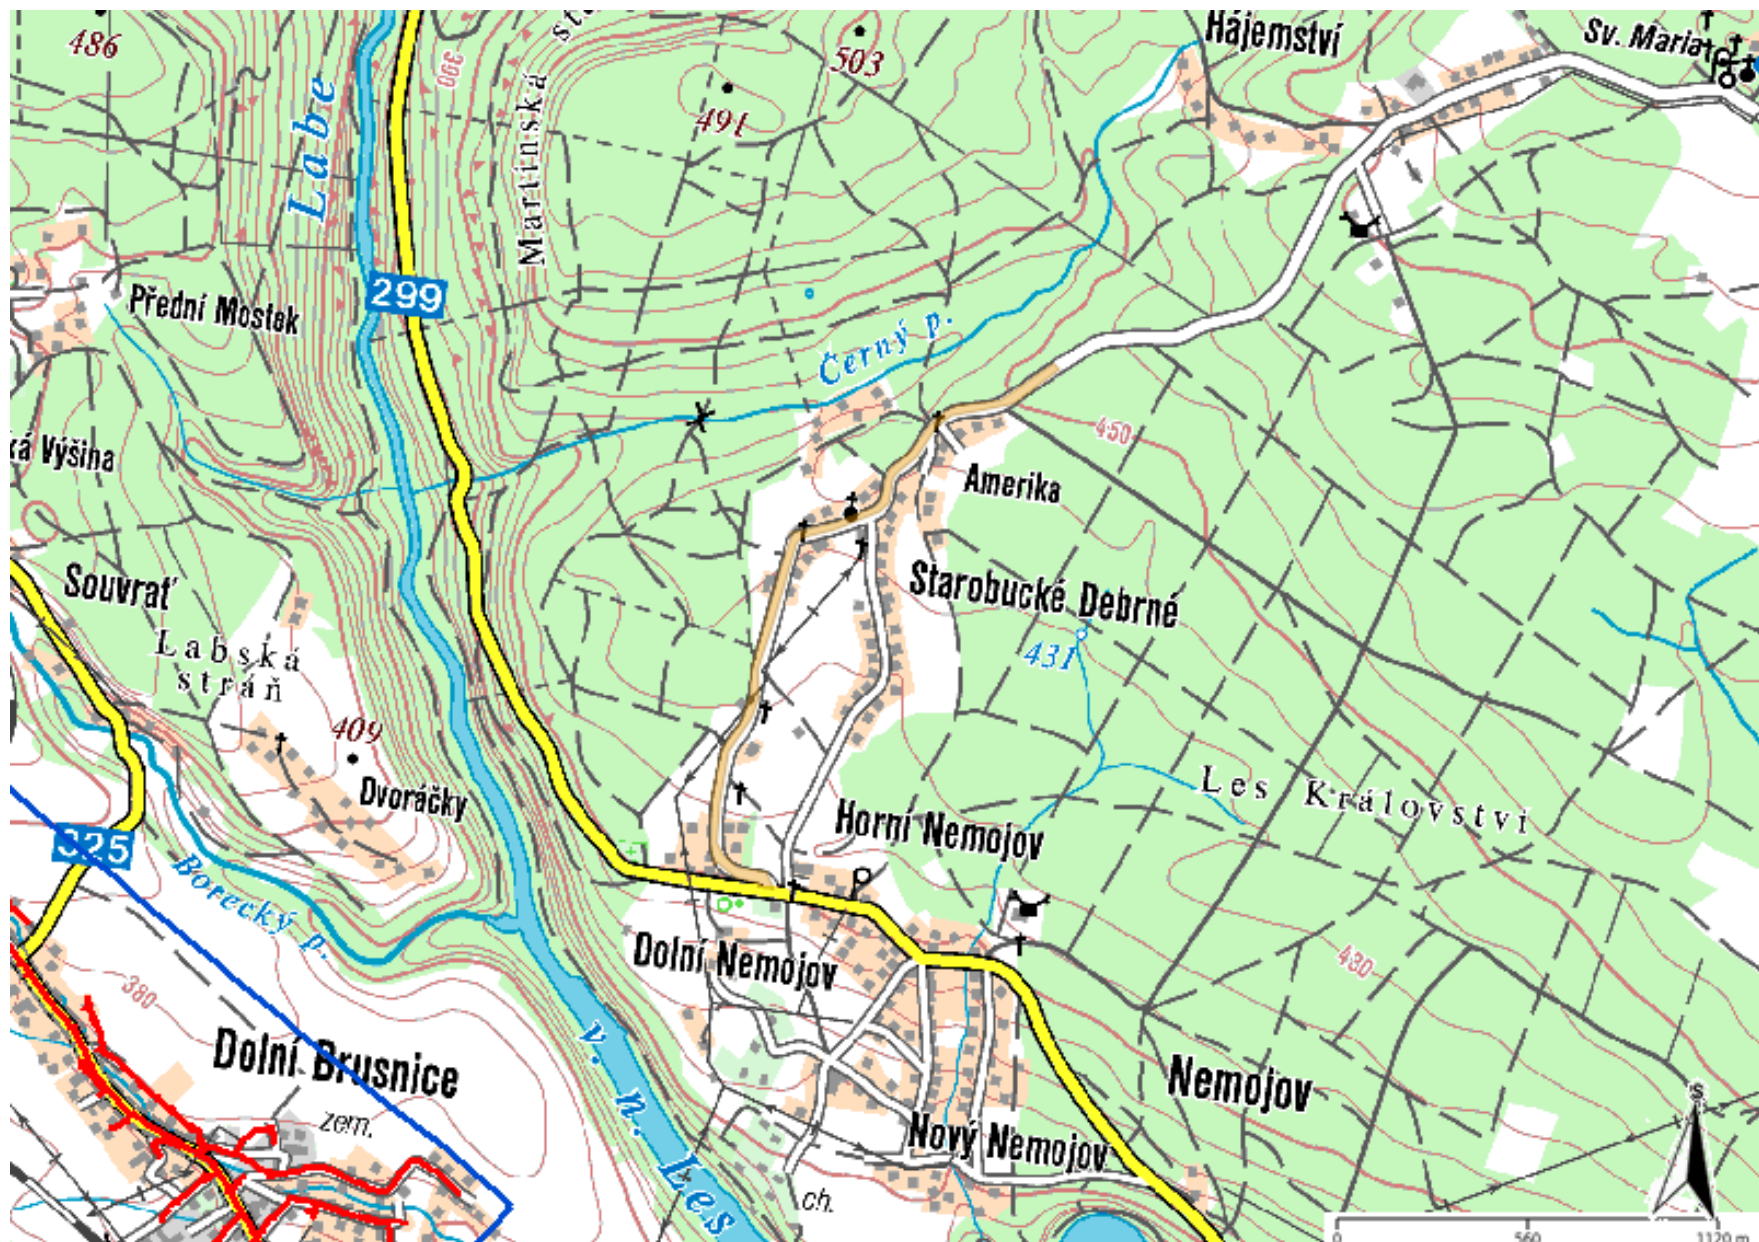 486
Labe
390
Martinská
503
491
Hájemství
Sv. Maria
299
Přední Mostek
Černý p.
450
ká Výšina
Amerika
Souvrať
Starobucké Debrné
431
Labská
stráň
409
Dvoráčky
Les Království
Horní Nemojov
325
Borecký p.
Dolní Nemojov
430
380
Dolní Brusnice
zem.
Nemojov
Nový Nemojov
v. n. Les
ch.
S
0 560 1120 m